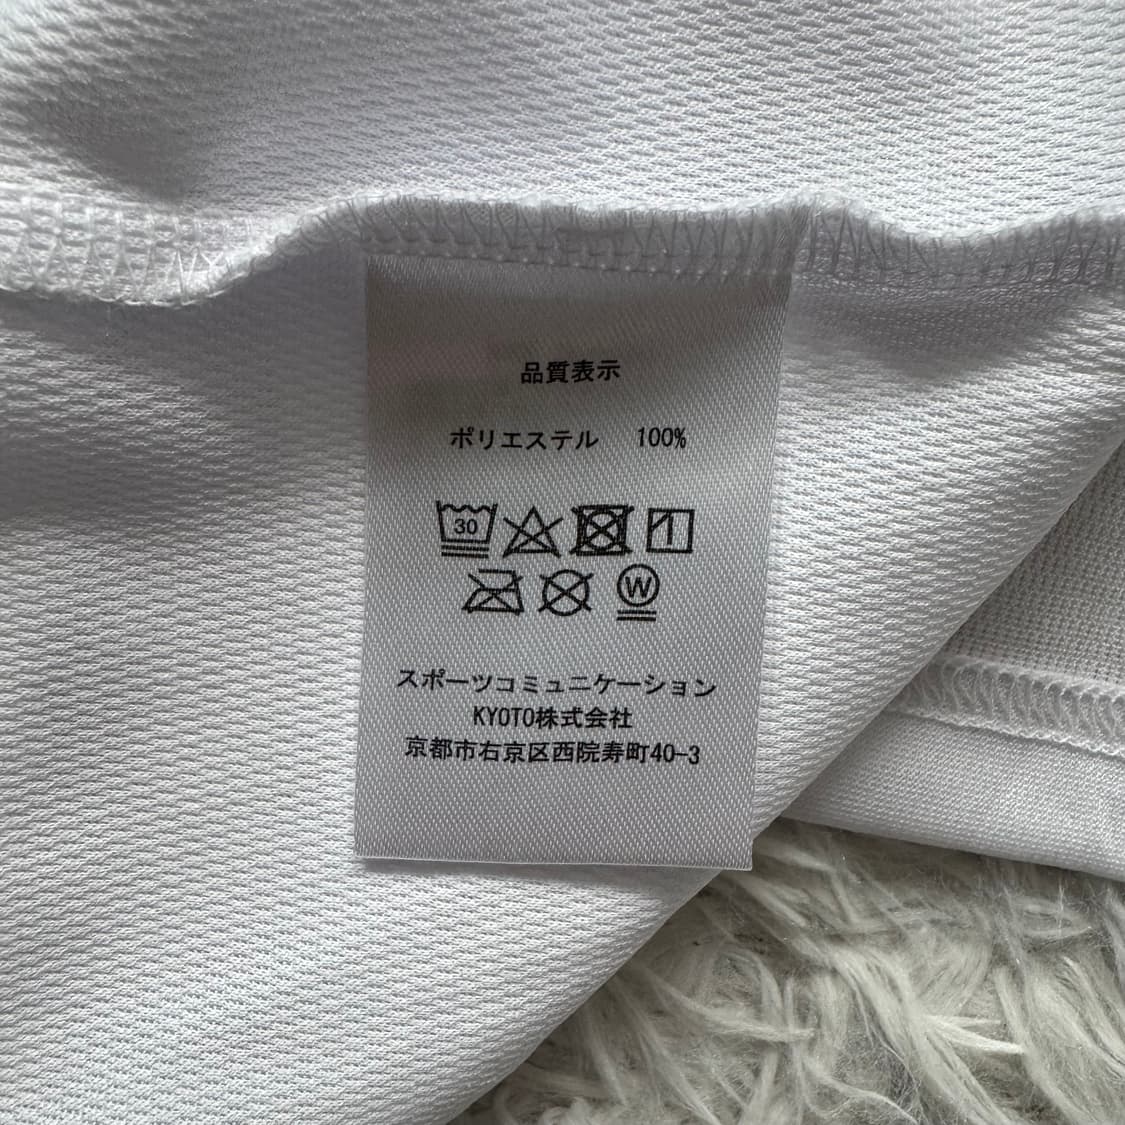 品質表示
ポリエステル 100%
30
W
スポーツコミュニケーション
KYOTO株式会社
京都市右京区西院寿町40-3